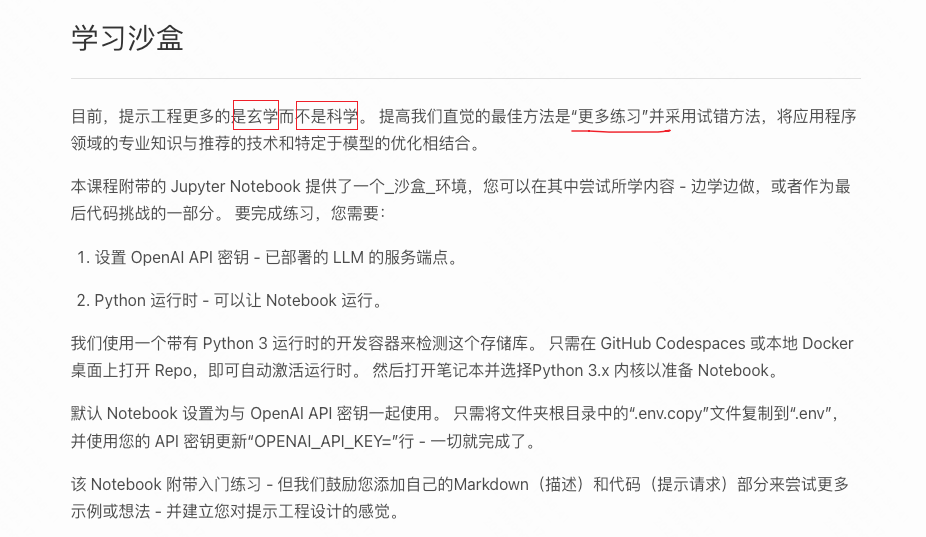 学习沙盒
目前，提示工程更多的是玄学而不是科学。 提高我们直觉的最佳方法是“更多练习”并采用试错方法，将应用程序
领域的专业知识与推荐的技术和特定于模型的优化相结合。
本课程附带的 Jupyter Notebook 提供了一个_沙盒_环境，您可以在其中尝试所学内容 - 边学边做，或者作为最
后代码挑战的一部分。 要完成练习，您需要：
1. 设置 OpenAI API 密钥 - 已部署的 LLM 的服务端点。
2. Python 运行时 - 可以让 Notebook 运行。
我们使用一个带有 Python 3 运行时的开发容器来检测这个存储库。 只需在 GitHub Codespaces 或本地 Docker
桌面上打开 Repo，即可自动激活运行时。 然后打开笔记本并选择Python 3.x 内核以准备 Notebook。
默认 Notebook 设置为与 OpenAI API 密钥一起使用。 只需将文件夹根目录中的“.env.copy”文件复制到“.env”，
并使用您的 API 密钥更新“OPENAI_API_KEY=”行 - 一切就完成了。
该 Notebook 附带入门练习 - 但我们鼓励您添加自己的Markdown（描述）和代码（提示请求）部分来尝试更多
示例或想法 - 并建立您对提示工程设计的感觉。